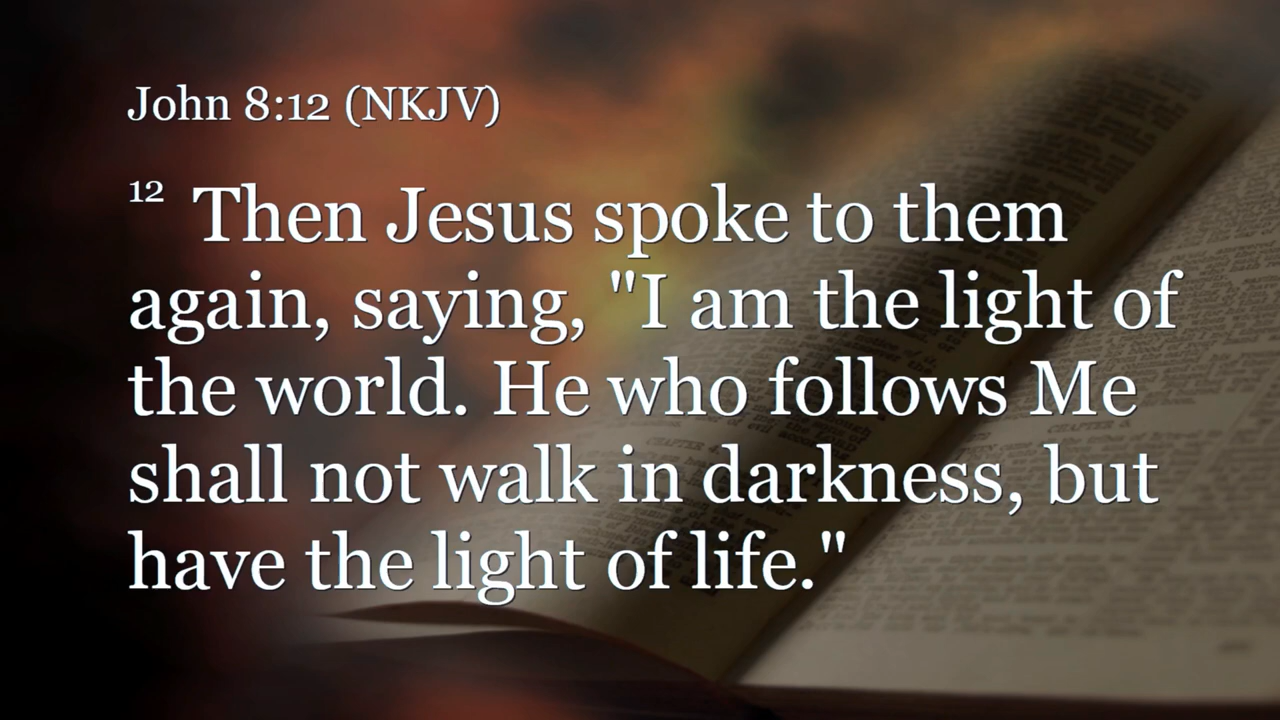 John 8:12 (NKJV)
12 Then Jesus spoke to them
again, saying, "I am the light of
the world. He who follows Me
shall not walk in darkness, but
have the light of life."